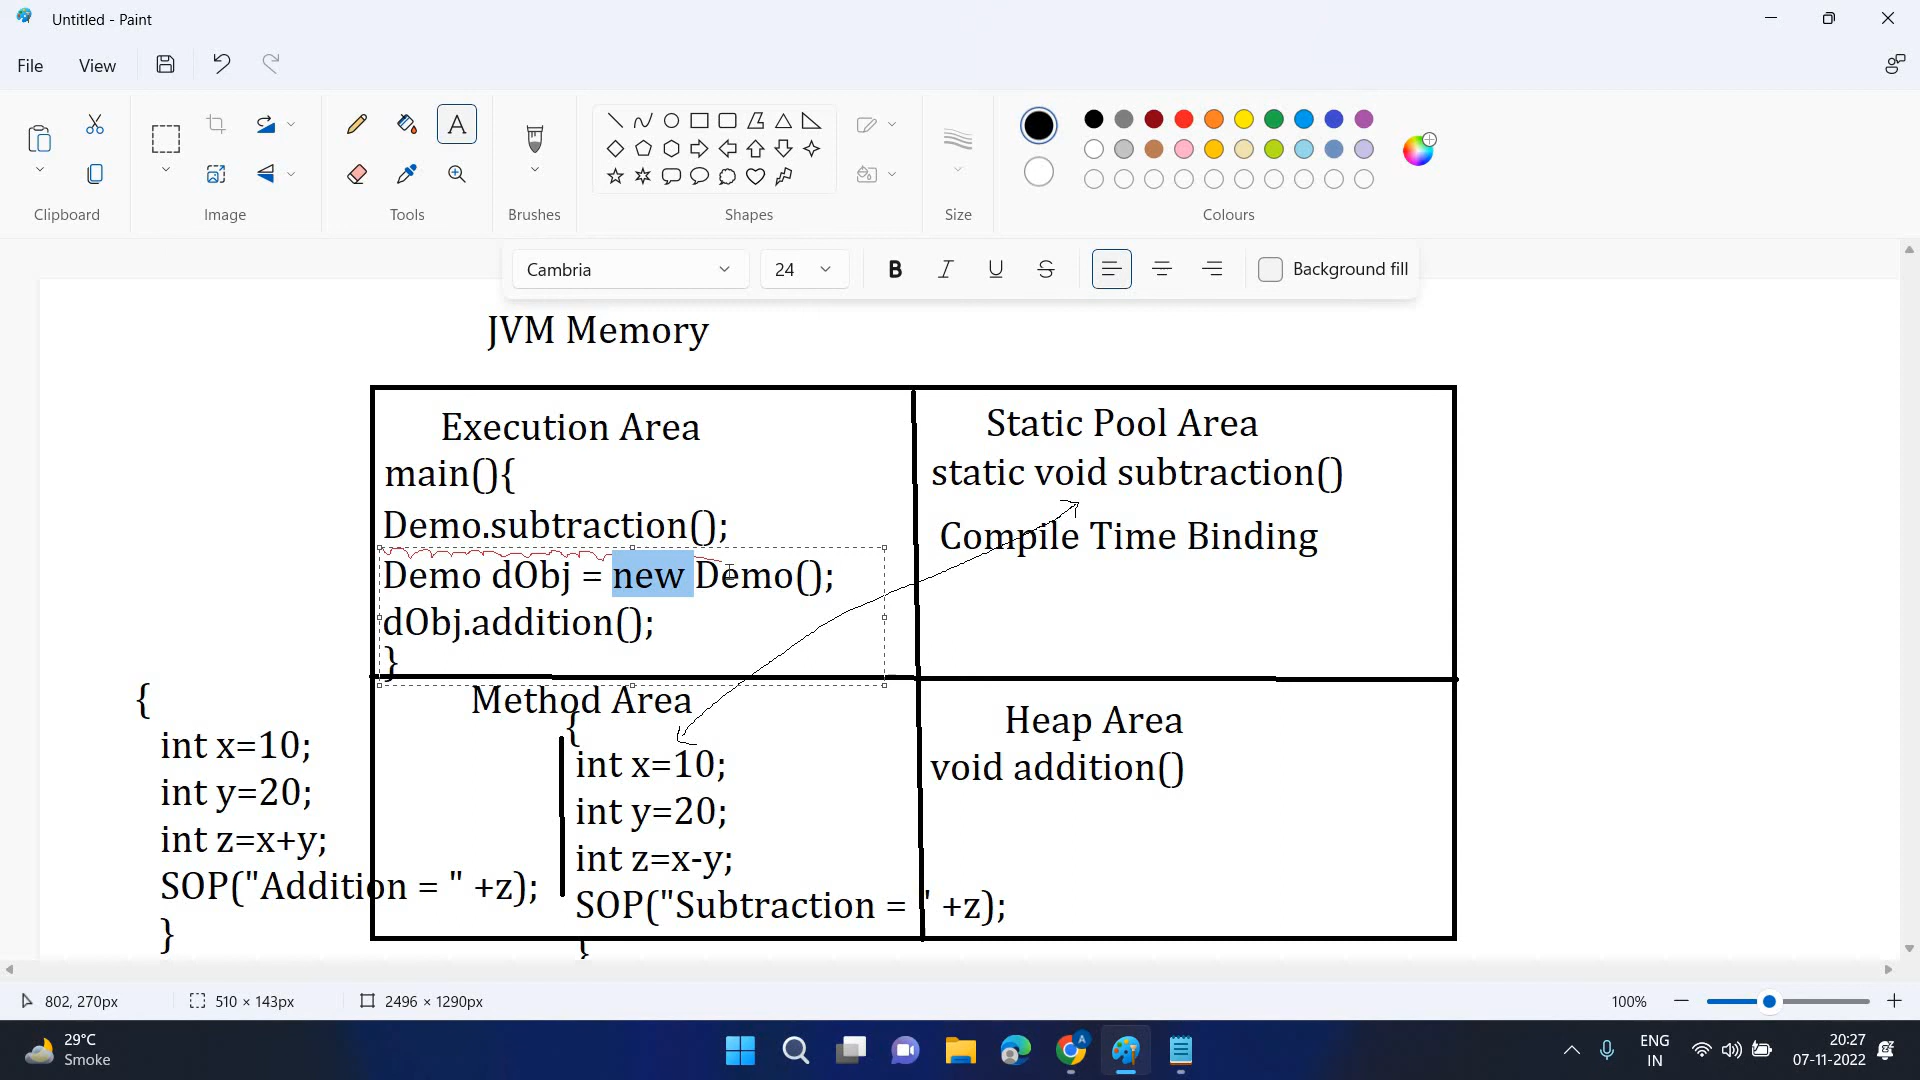 Untitled - Paint
File
View
Clipboard
Image
Tools
Brushes
Shapes
Size
Colours
Cambria
24
B
I
U
S
Background fill
JVM Memory
Execution Area
main(){
Demo.subtraction();
Demo dObj = new Demo();
dObj.addition();
}
Static Pool Area
static void subtraction()
Compile Time Binding
{
int x=10;
int y=20;
int z=x+y;
SOP("Addition = " +z);
}
Method Area
{
int x=10;
int y=20;
int z=x-y;
SOP("Subtraction = " +z);
}
Heap Area
void addition()
802, 270px
510 × 143px
2496 × 1290px
100%
29°C
Smoke
A
ENG
IN
20:27
07-11-2022